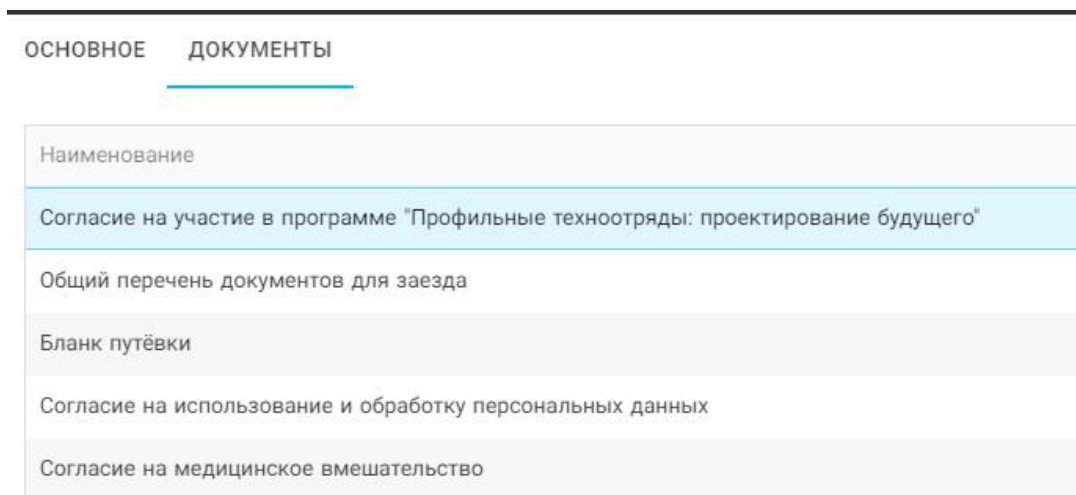 ОСНОВНОЕ ДОКУМЕНТЫ
Наименование
Согласие на участие в программе "Профильные техноотряды: проектирование будущего"
Общий перечень документов для заезда
Бланк путёвки
Согласие на использование и обработку персональных данных
Согласие на медицинское вмешательство